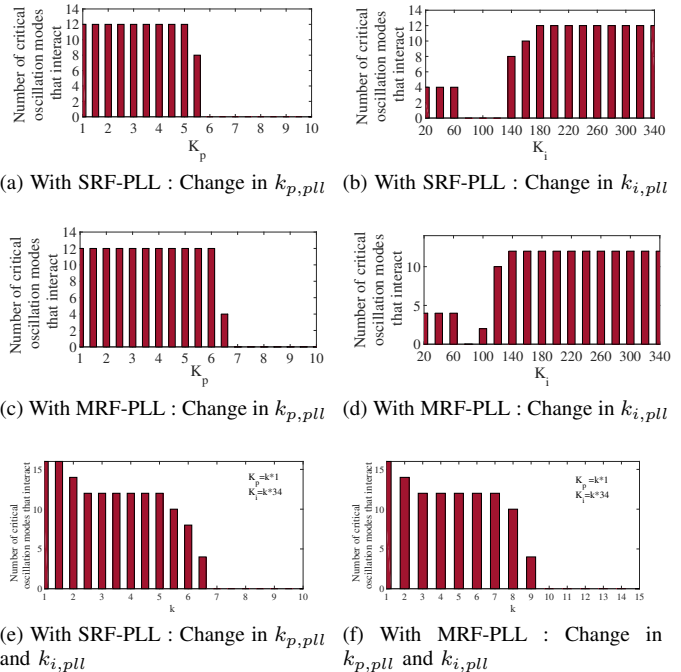 Number of critical
oscillation modes
that interact
14
12
10
8
6
4
2
0
1 2 3 4 5 6 7 8 9 10
K_p
(a) With SRF-PLL : Change in k_{p,pll}
Number of critical
oscillation modes
that interact
14
12
10
8
6
4
2
0
20 60 100 140 180 220 260 300 340
K_i
(b) With SRF-PLL : Change in k_{i,pll}
Number of critical
oscillation modes
that interact
14
12
10
8
6
4
2
0
1 2 3 4 5 6 7 8 9 10
K_p
(c) With MRF-PLL : Change in k_{p,pll}
Number of critical
oscillation modes
that interact
10
5
0
20 60 100 140 180 220 260 300 340
K_i
(d) With MRF-PLL : Change in k_{i,pll}
Number of critical
oscillation modes that interact
15
10
5
0
K_p=k*1
K_i=k*34
1 2 3 4 5 6 7 8 9 10
k
(e) With SRF-PLL : Change in k_{p,pll}
and k_{i,pll}
Number of critical
oscillation modes that interact
15
10
5
0
K_p=k*1
K_i=k*34
1 2 3 4 5 6 7 8 9 10 11 12 13 14 15
k
(f) With MRF-PLL : Change in
k_{p,pll} and k_{i,pll}